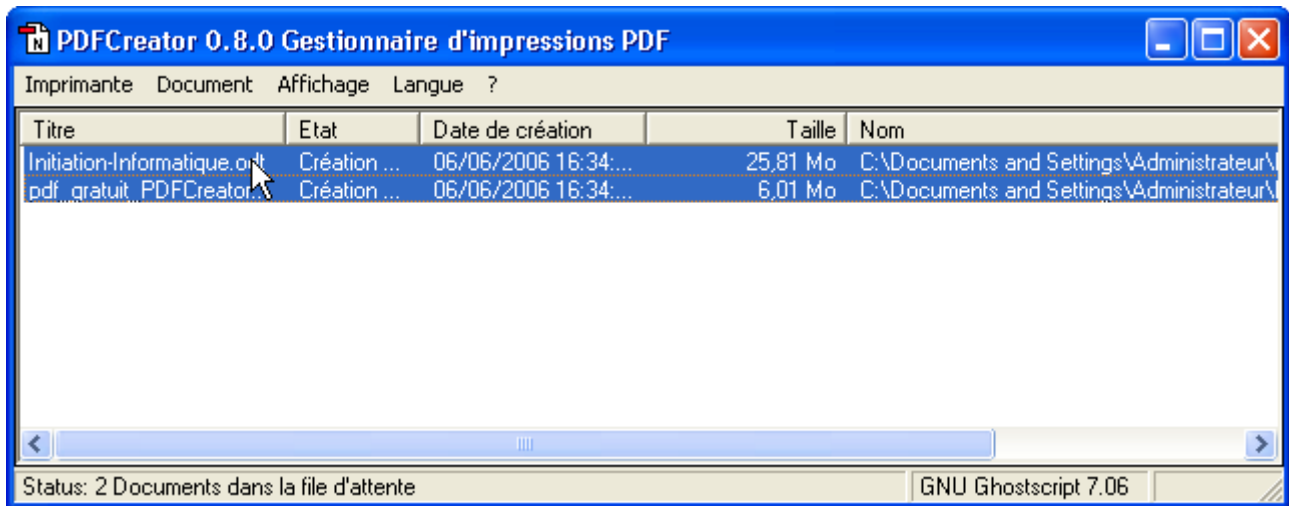 PDFCreator 0.8.0 Gestionnaire d'impressions PDF
Imprimante Document Affichage Langue ?
Titre Etat Date de création Taille Nom
Initiation-Informatique.odt Création ... 06/06/2006 16:34:... 25,81 Mo C:\Documents and Settings\Administrateur\
pdf_gratuit_PDFCreator... Création ... 06/06/2006 16:34:... 6,01 Mo C:\Documents and Settings\Administrateur\
Status: 2 Documents dans la file d'attente GNU Ghostscript 7.06